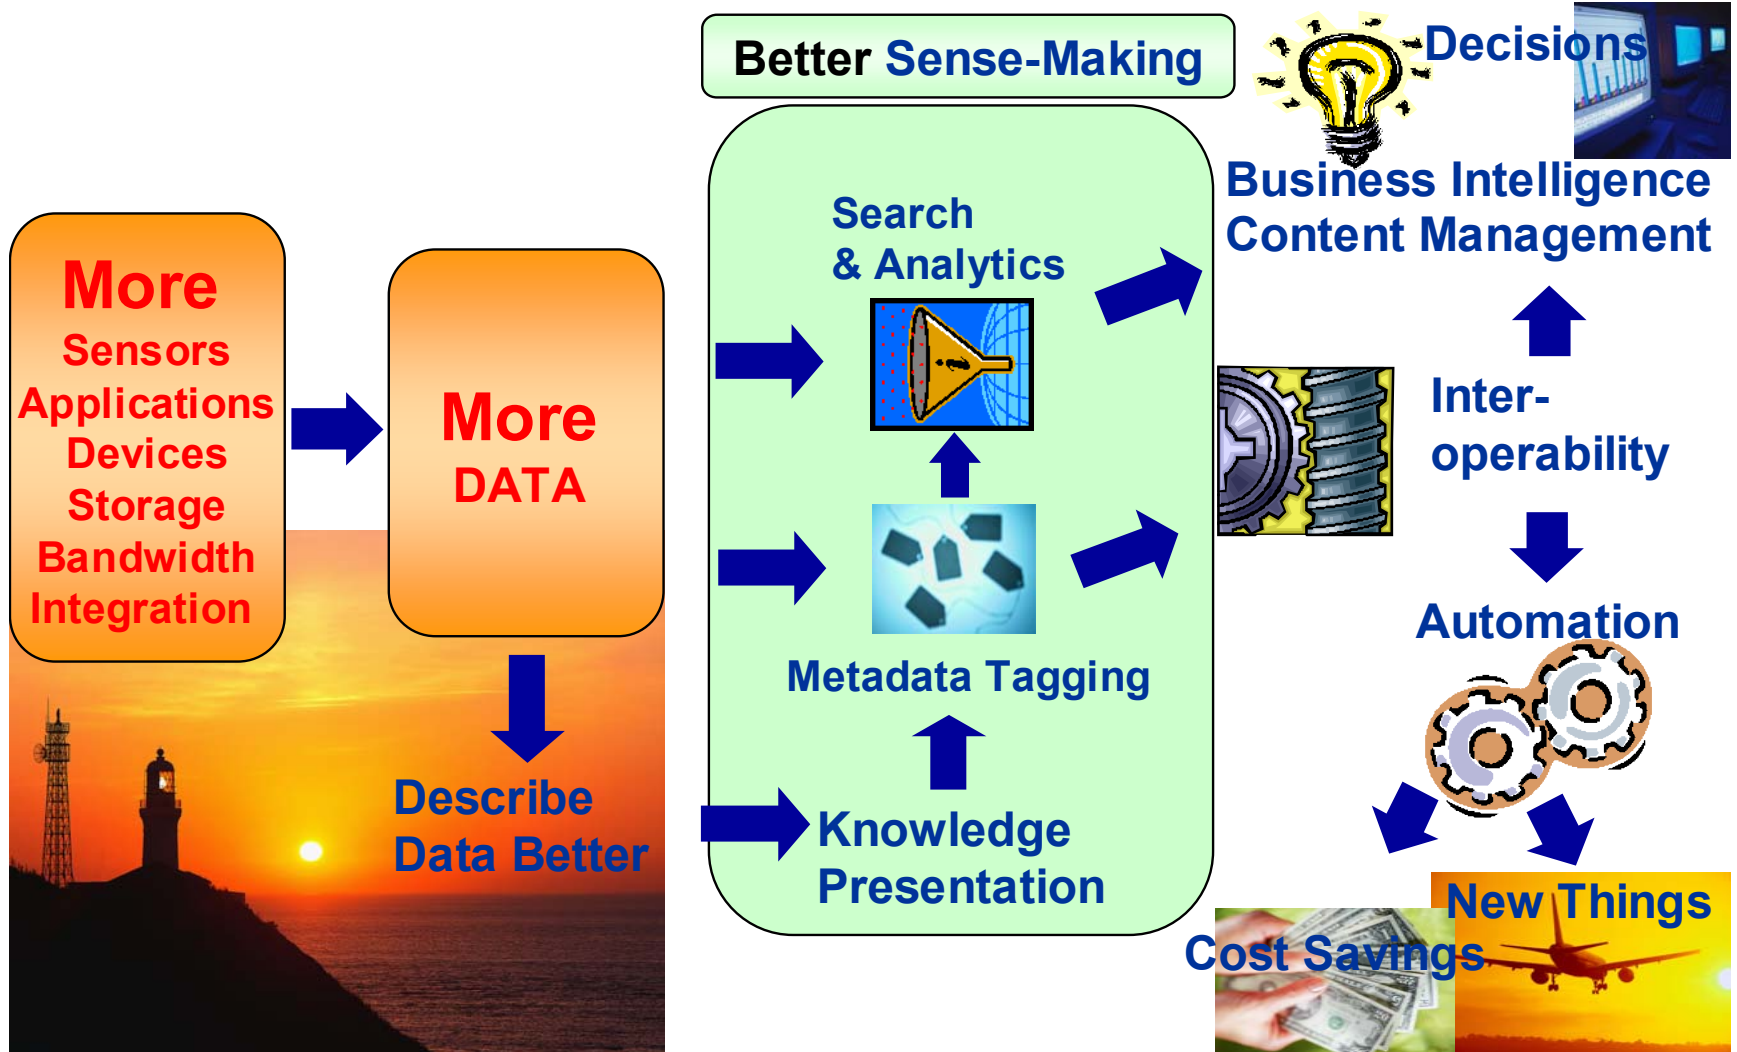 More
Sensors
Applications
Devices
Storage
Bandwidth
Integration
More
DATA
Describe
Data Better
Better Sense-Making
Search
& Analytics
Metadata Tagging
Knowledge
Presentation
Decisions
Business Intelligence
Content Management
Inter-
operability
Automation
New Things
Cost Savings